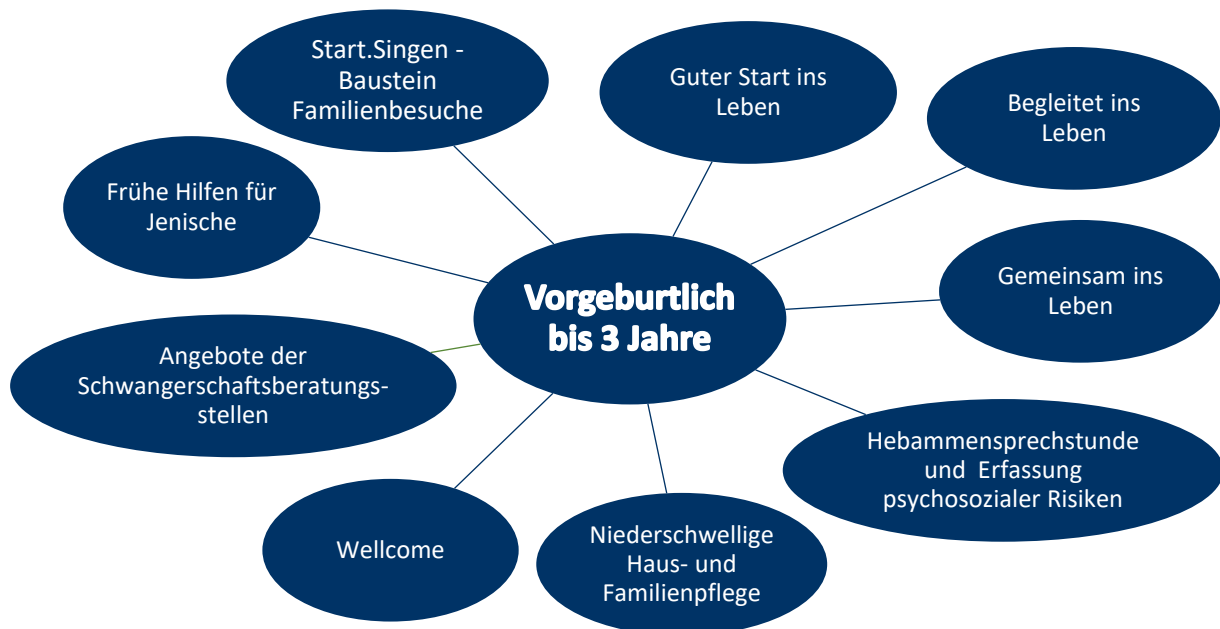 Start.Singen -
Baustein
Familienbesuche
Guter Start ins
Leben
Begleitet ins
Leben
Frühe Hilfen für
Jenische
Gemeinsam ins
Leben
Vorgeburtlich
bis 3 Jahre
Angebote der
Schwangerschaftsberatungs-
stellen
Hebammensprechstunde
und Erfassung
psychosozialer Risiken
Wellcome
Niederschwellige
Haus- und
Familienpflege